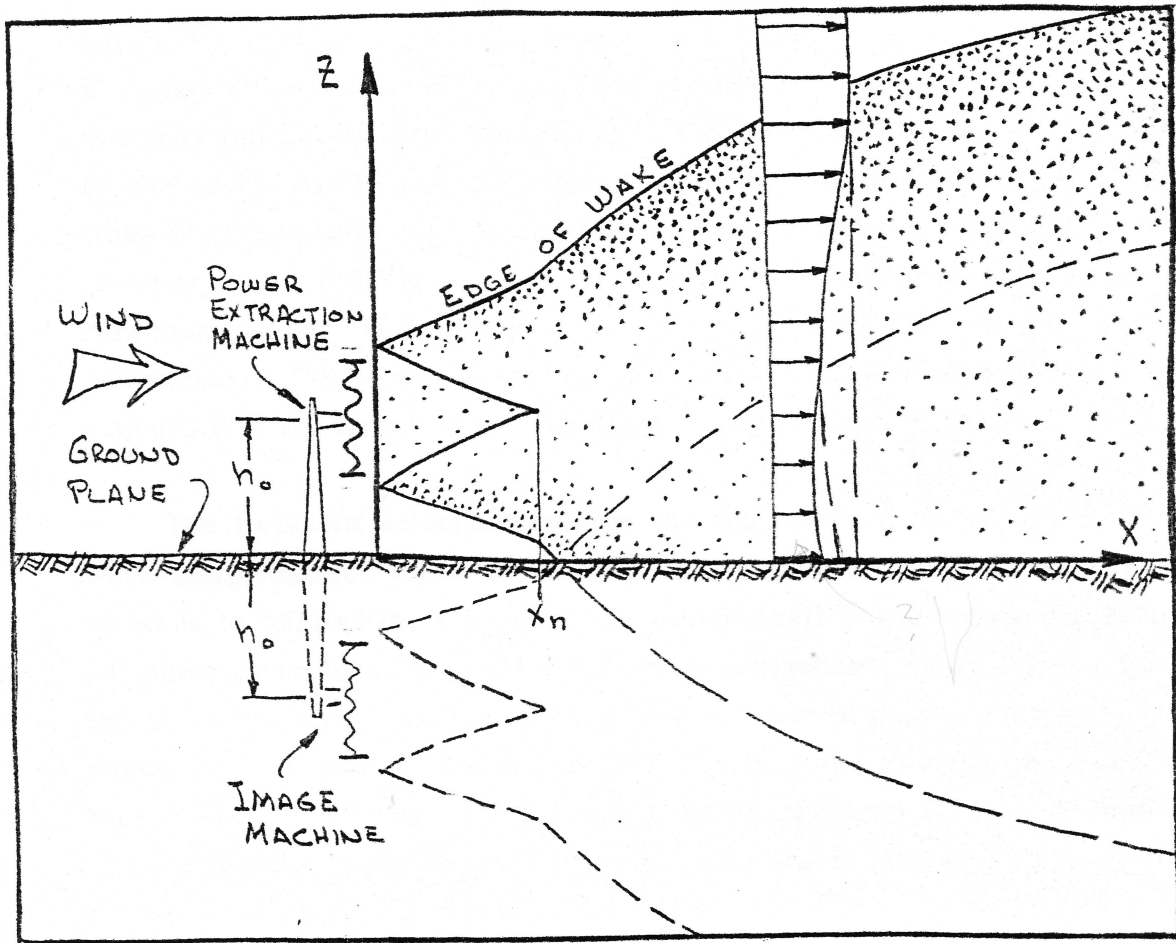 Z
EDGE OF WAKE
POWER
EXTRACTION
MACHINE
WIND
GROUND
PLANE
h₀
X
Xn
h₀
IMAGE
MACHINE